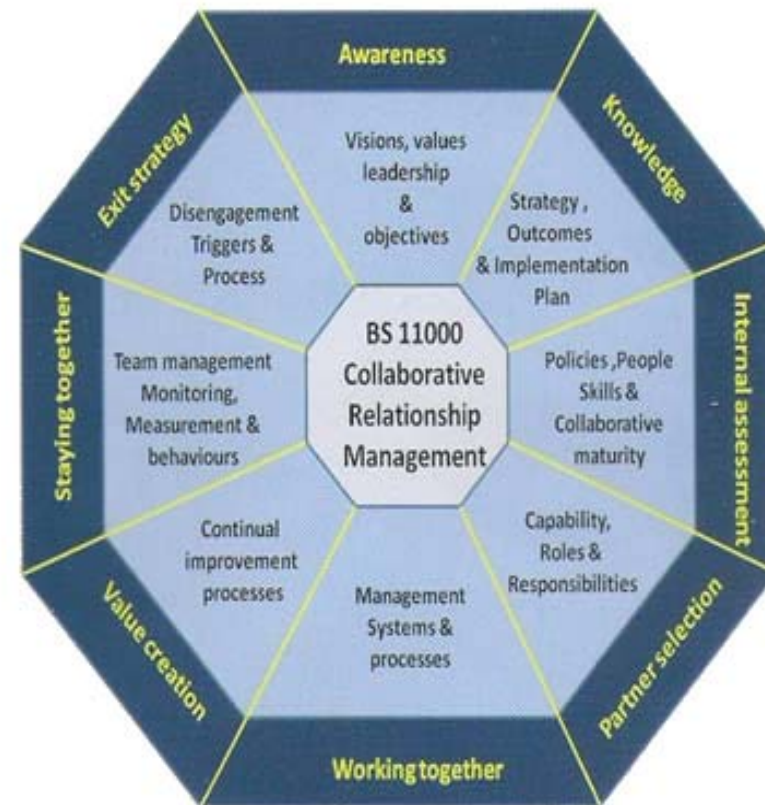 Awareness
Visions, values
leadership
&
objectives
Knowledge
Strategy ,
Outcomes
& Implementation
Plan
Internal assessment
Policies ,People
Skills &
Collaborative
maturity
Partner selection
Capability,
Roles &
Responsibilities
Working together
Management
Systems &
processes
Value creation
Continual
improvement
processes
Staying together
Team management
Monitoring,
Measurement &
behaviours
Exit strategy
Disengagement
Triggers &
Process
BS 11000
Collaborative
Relationship
Management